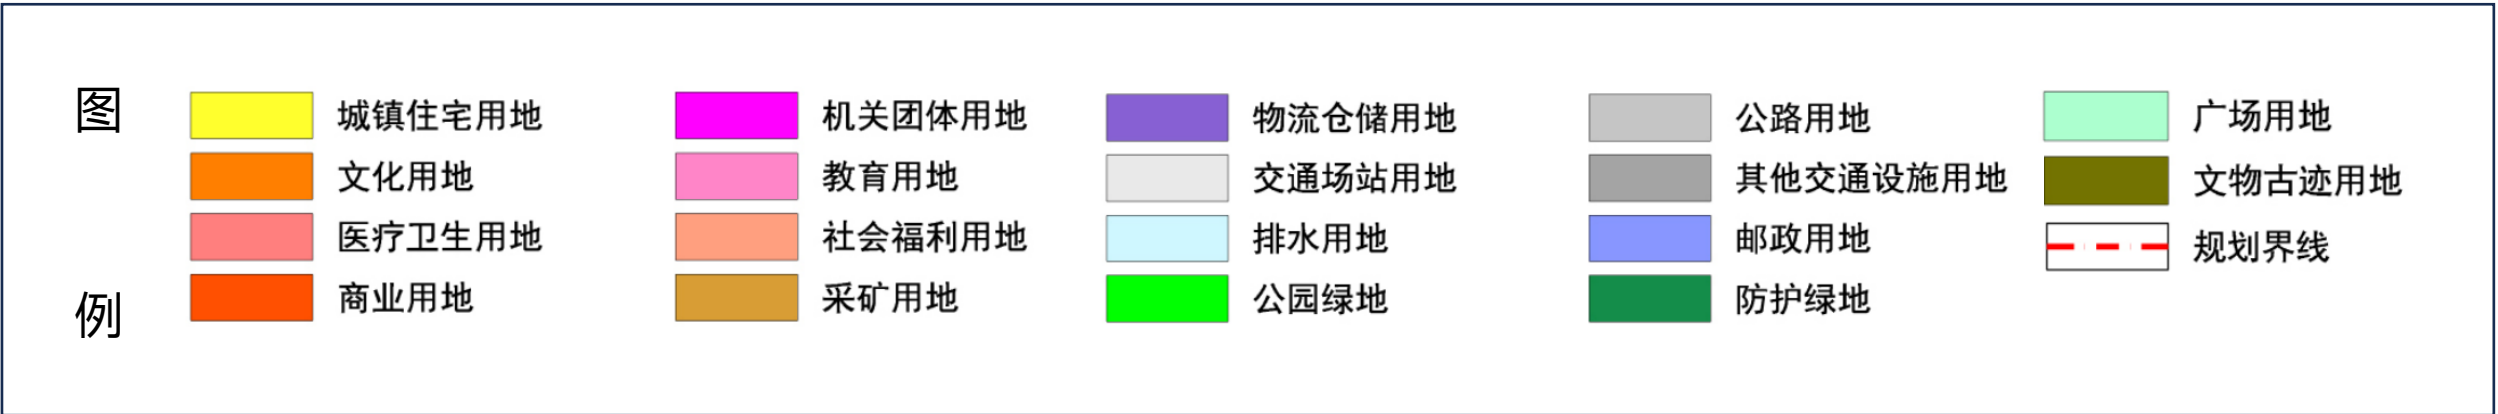 图例
城镇住宅用地
文化用地
医疗卫生用地
商业用地
机关团体用地
教育用地
社会福利用地
采矿用地
物流仓储用地
交通场站用地
排水用地
公园绿地
公路用地
其他交通设施用地
邮政用地
防护绿地
广场用地
文物古迹用地
规划界线